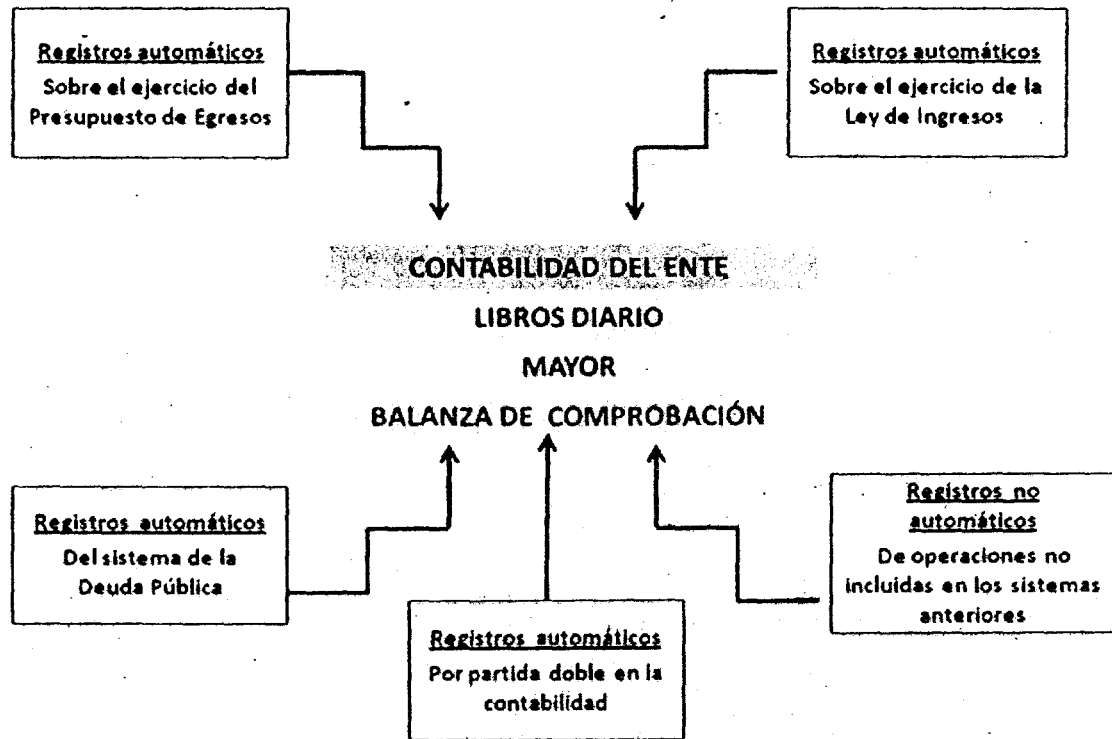 Registros automáticos
Sobre el ejercicio del
Presupuesto de Egresos
Registros automáticos
Sobre el ejercicio de la
Ley de Ingresos
CONTABILIDAD DEL ENTE
LIBROS DIARIO
MAYOR
BALANZA DE COMPROBACIÓN
Registros automáticos
Del sistema de la
Deuda Pública
Registros automáticos
Por partida doble en la
contabilidad
Registros no
automáticos
De operaciones no
incluidas en los sistemas
anteriores